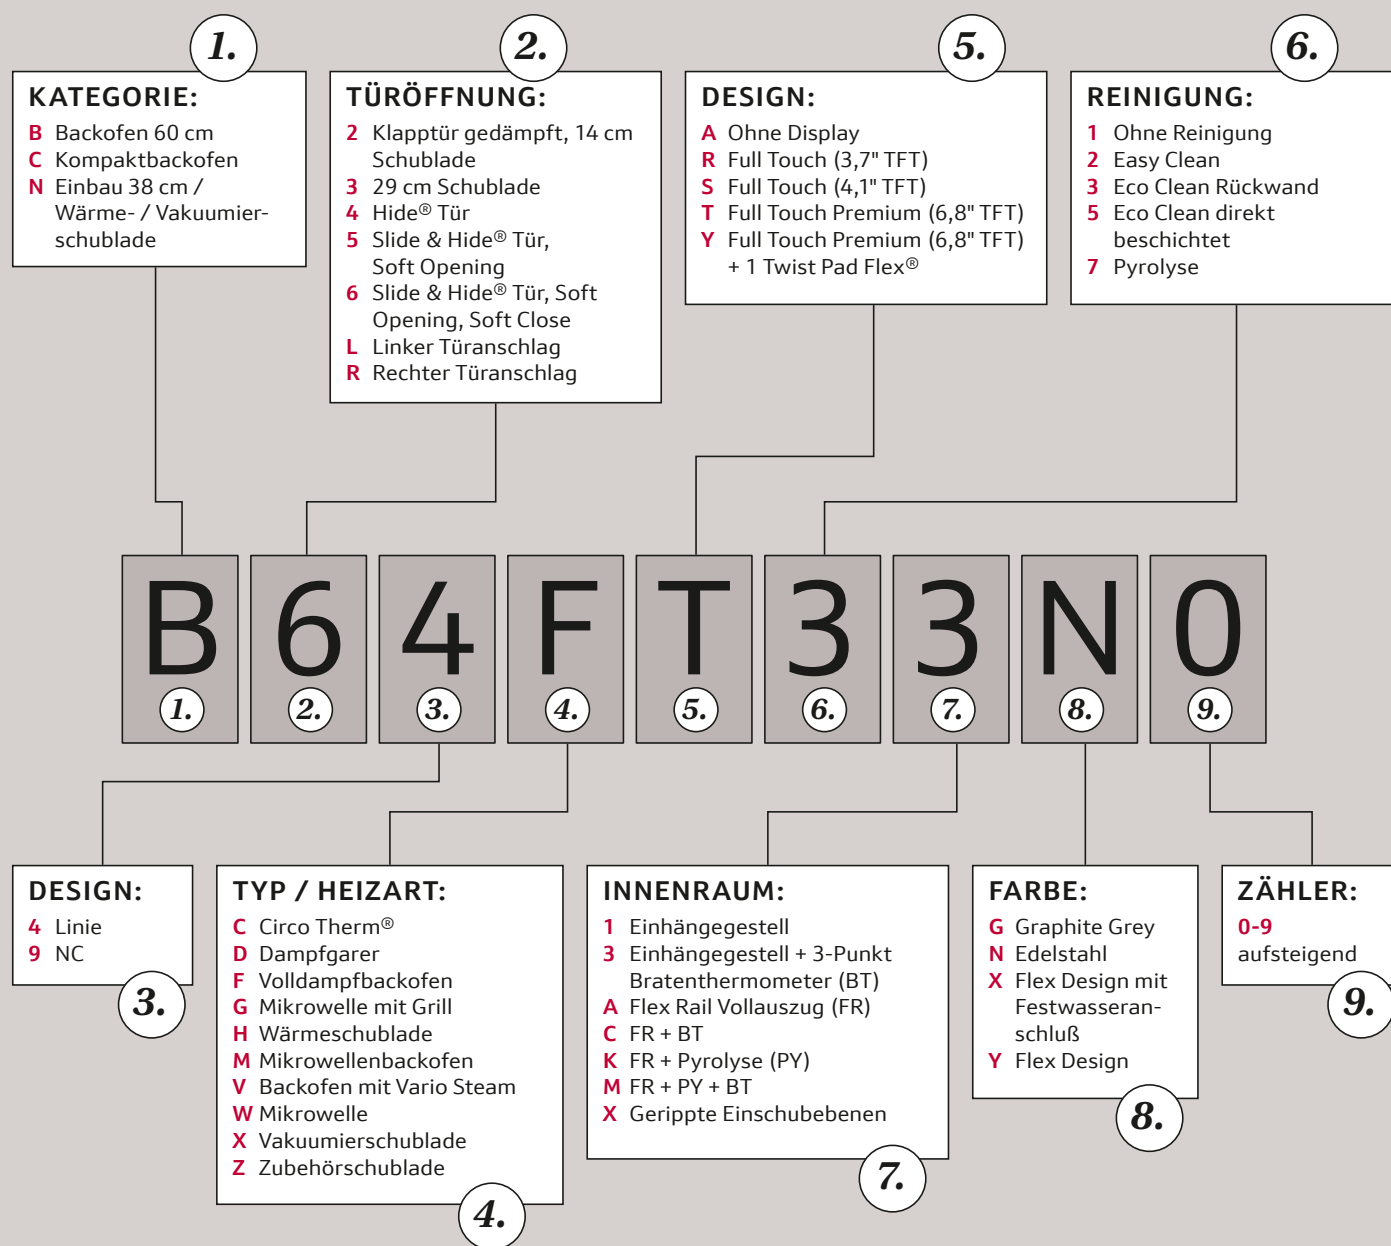 1.
KATEGORIE:
B Backofen 60 cm
C Kompaktbackofen
N Einbau 38 cm /
Wärme- / Vakuumier-
schublade
2.
TÜRÖFFNUNG:
2 Klapptür gedämpft, 14 cm
Schublade
3 29 cm Schublade
4 Hide® Tür
5 Slide & Hide® Tür,
Soft Opening
6 Slide & Hide® Tür, Soft
Opening, Soft Close
L Linker Türanschlag
R Rechter Türanschlag
5.
DESIGN:
A Ohne Display
R Full Touch (3,7" TFT)
S Full Touch (4,1" TFT)
T Full Touch Premium (6,8" TFT)
Y Full Touch Premium (6,8" TFT)
+ 1 Twist Pad Flex®
6.
REINIGUNG:
1 Ohne Reinigung
2 Easy Clean
3 Eco Clean Rückwand
5 Eco Clean direkt
beschichtet
7 Pyrolyse
B 6 4 F T 3 3 N 0
1. 2. 3. 4. 5. 6. 7. 8. 9.
DESIGN:
4 Linie
9 NC
3.
TYP / HEIZART:
C Circo Therm®
D Dampfgarer
F Volldampfbackofen
G Mikrowelle mit Grill
H Wärmeschublade
M Mikrowellenbackofen
V Backofen mit Vario Steam
W Mikrowelle
X Vakuumierschublade
Z Zubehörschublade
4.
INNENRAUM:
1 Einhängegestell
3 Einhängegestell + 3-Punkt
Bratenthermometer (BT)
A Flex Rail Vollauszug (FR)
C FR + BT
K FR + Pyrolyse (PY)
M FR + PY + BT
X Gerippte Einschubebenen
7.
FARBE:
G Graphite Grey
N Edelstahl
X Flex Design mit
Festwasseran-
schluß
Y Flex Design
8.
ZÄHLER:
0-9
aufsteigend
9.